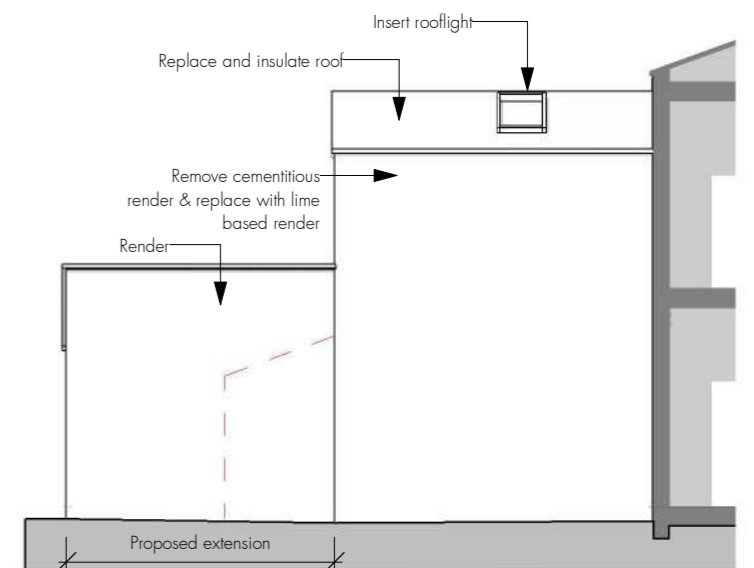 Insert rooflight
Replace and insulate roof
Remove cementitious
render & replace with lime
based render
Render
Proposed extension